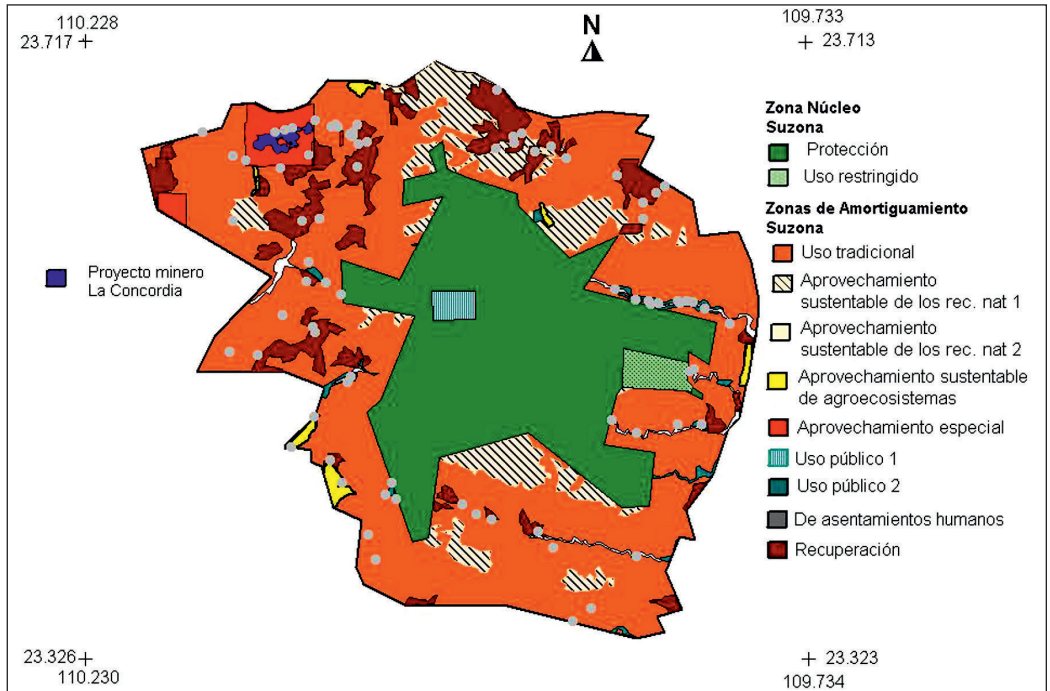 110.228
23.717
N
109.733
23.713
Zona Núcleo
Suzona
Protección
Uso restringido
Zonas de Amortiguamiento
Suzona
Uso tradicional
Aprovechamiento
sustentable de los rec. nat 1
Aprovechamiento
sustentable de los rec. nat 2
Aprovechamiento sustentable
de agroecosistemas
Aprovechamiento especial
Uso público 1
Uso público 2
De asentamientos humanos
Recuperación
Proyecto minero
La Concordia
23.326
110.230
23.323
109.734